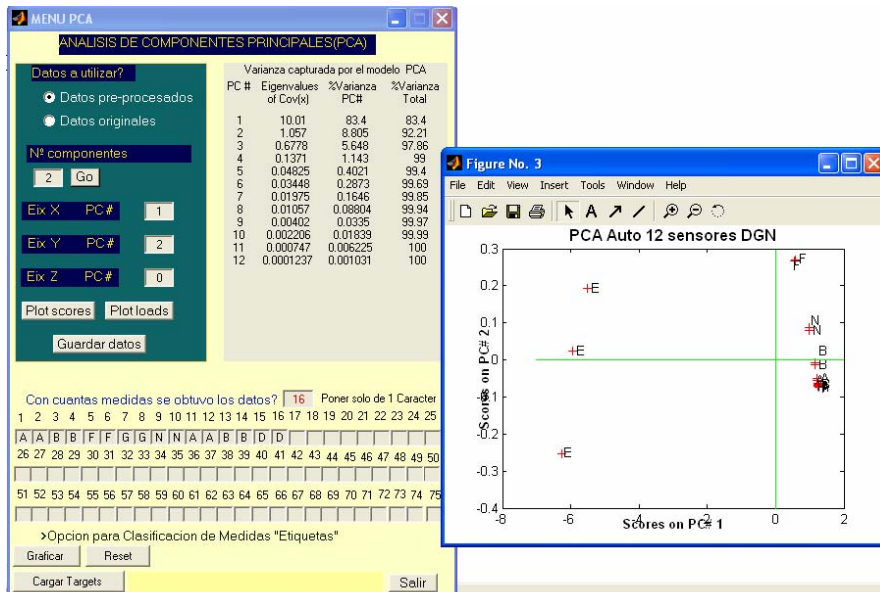 MENU PCA
ANALISIS DE COMPONENTES PRINCIPALES(PCA)
Datos a utilizar?
Datos pre-procesados
Datos originales
Nº componentes
2 Go
Eix X PC# 1
Eix Y PC# 2
Eix Z PC# 0
Plot scores Plot loads
Guardar datos
Varianza capturada por el modelo PCA
PC # Eigenvalues %Varianza %Varianza
of Cov(x) PC# Total
1 10.01 83.4 83.4
2 1.057 8.805 92.21
3 0.6778 5.648 97.86
4 0.1371 1.143 99
5 0.04825 0.4021 99.4
6 0.03448 0.2873 99.69
7 0.01975 0.1646 99.85
8 0.01057 0.08804 99.94
9 0.00402 0.0335 99.97
10 0.002206 0.01839 99.99
11 0.000747 0.006225 100
12 0.0001237 0.001031 100
Con cuantas medidas se obtuvo los datos? 16 Poner solo de 1 Caracter
1 2 3 4 5 6 7 8 9 10 11 12 13 14 15 16 17 18 19 20 21 22 23 24 25
A A B B F F G G N N A A B B D D
26 27 28 29 30 31 32 33 34 35 36 37 38 39 40 41 42 43 44 45 46 47 48 49 50
51 52 53 54 55 56 57 58 59 60 61 62 63 64 65 66 67 68 69 70 71 72 73 74 75
>Opcion para Clasificacion de Medidas "Etiquetas"
Graficar Reset
Cargar Targets Salir
Figure No. 3
File Edit View Insert Tools Window Help
A
PCA Auto 12 sensores DGN
Scores on PC# 2
0.3
0.2
0.1
0
-0.1
-0.2
-0.3
-0.4
E
E
E
F
F
N
N
B
B
A
-8 -6 -4 -2 0 2
Scores on PC# 1